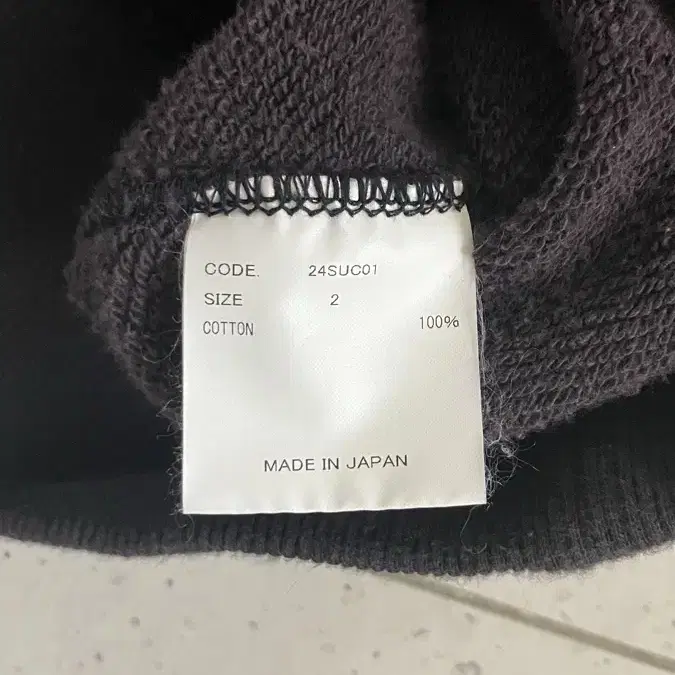 CODE. 24SUC01
SIZE 2
COTTON 100%
MADE IN JAPAN